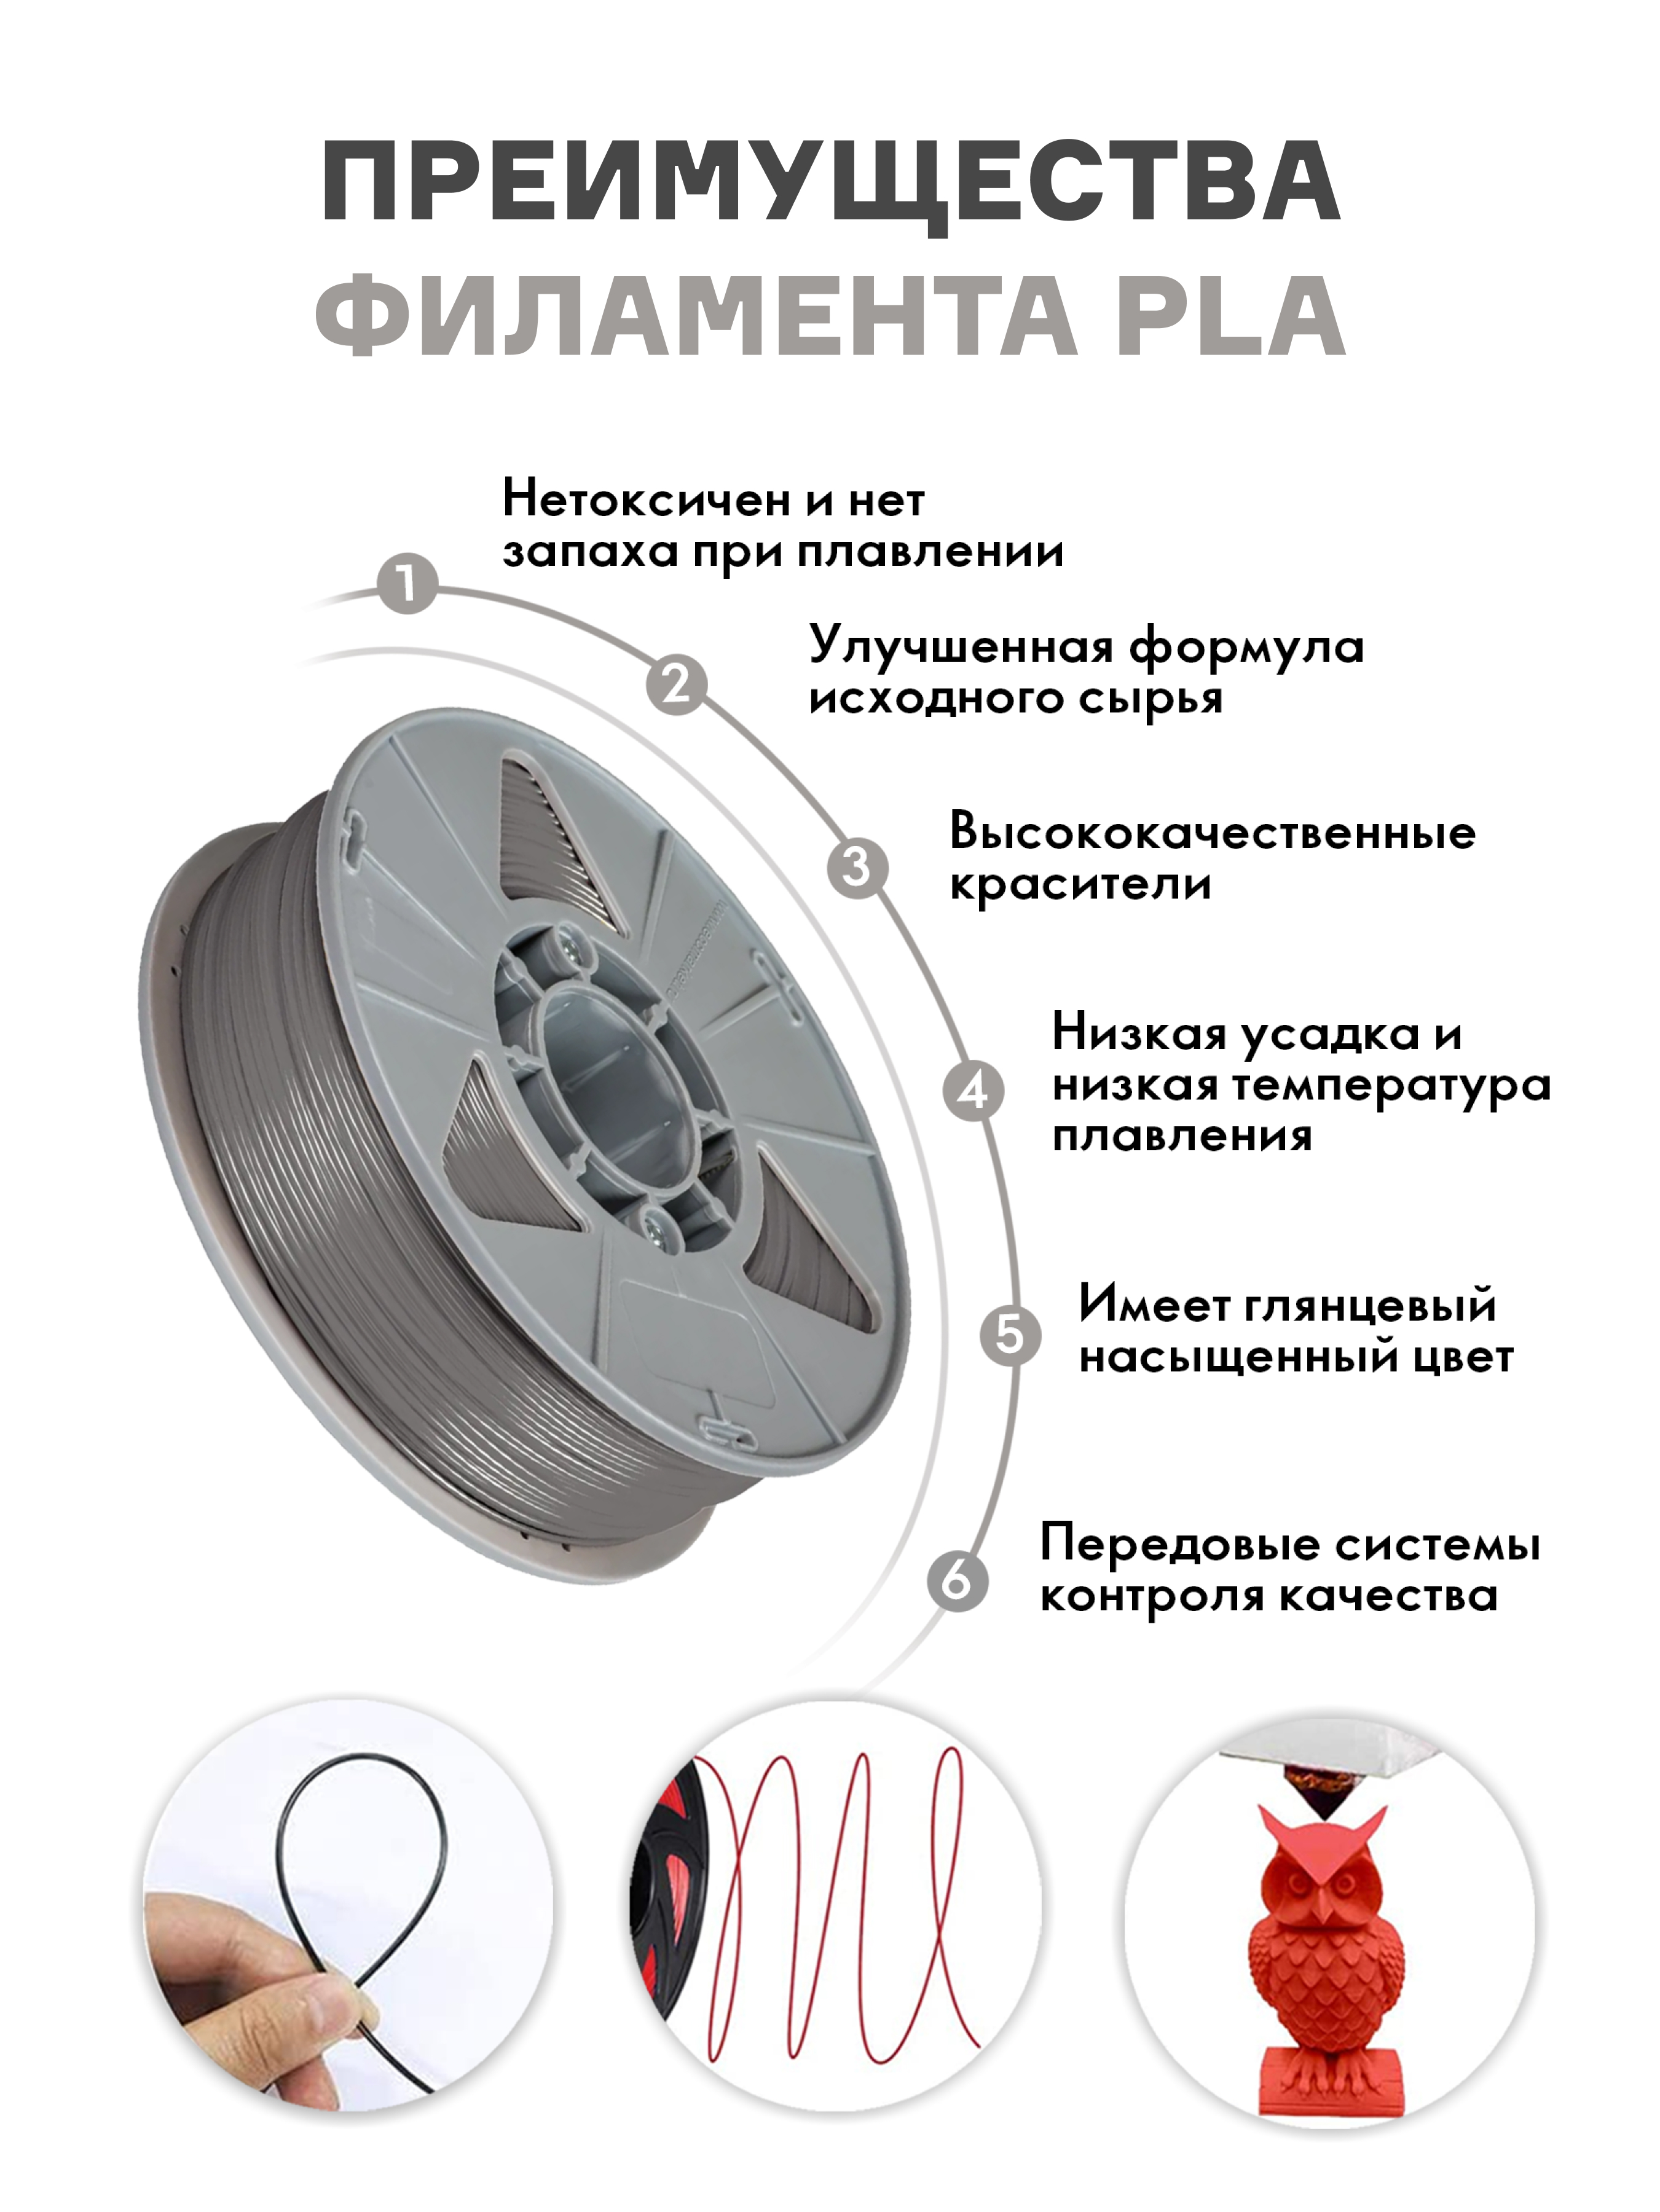 ПРЕИМУЩЕСТВА
ФИЛАМЕНТА PLA
Нетоксичен и нет
запаха при плавлении
1
Улучшенная формула
исходного сырья
2
Высококачественные
красители
3
Низкая усадка и
низкая температура
плавления
4
Имеет глянцевый
насыщенный цвет
5
Передовые системы
контроля качества
6